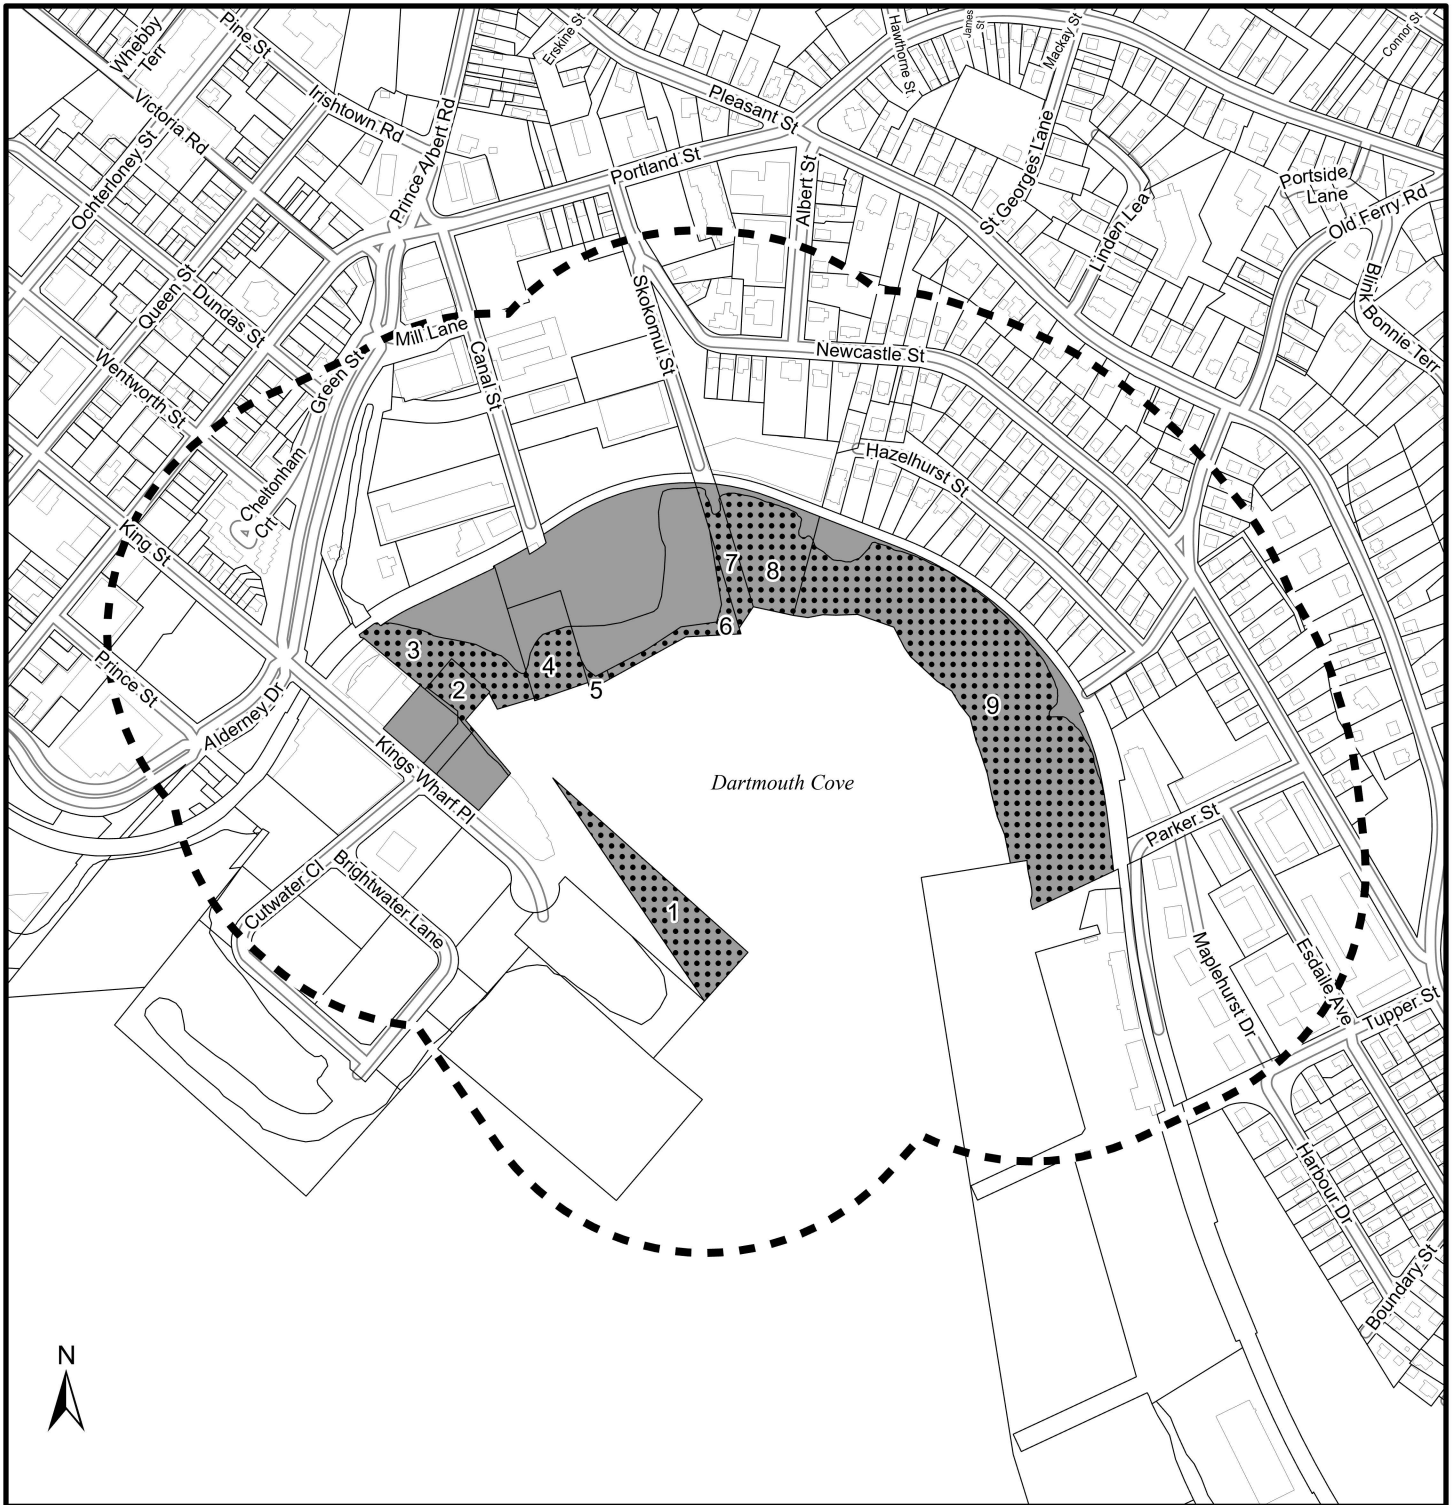 Whebby
Terr
Pine St
Erskine St
Hawthorne St
James
St
Mackay St
Connor St
Victoria Rd
Irishtown Rd
Pleasant St
Ochterloney St
Prince Albert Rd
Portland St
Albert St
St Georges Lane
Linden Lea
Portside
Lane
Old Ferry Rd
Blink Bonnie Terr
Queen St
Dundas St
Skokomul St
Mill Lane
Canal St
Newcastle St
Wentworth St
Green St
Hazelhurst St
Cheltonham
Crt
King St
7
8
6
3
4
2
5
9
Prince St
Alderney Dr
Kings Wharf Pl
Dartmouth Cove
Parker St
Cutwater Cl
Brightwater Lane
1
Maplehurst Dr
Esdaile Ave
Tupper St
Harbour Dr
Boundary St
N